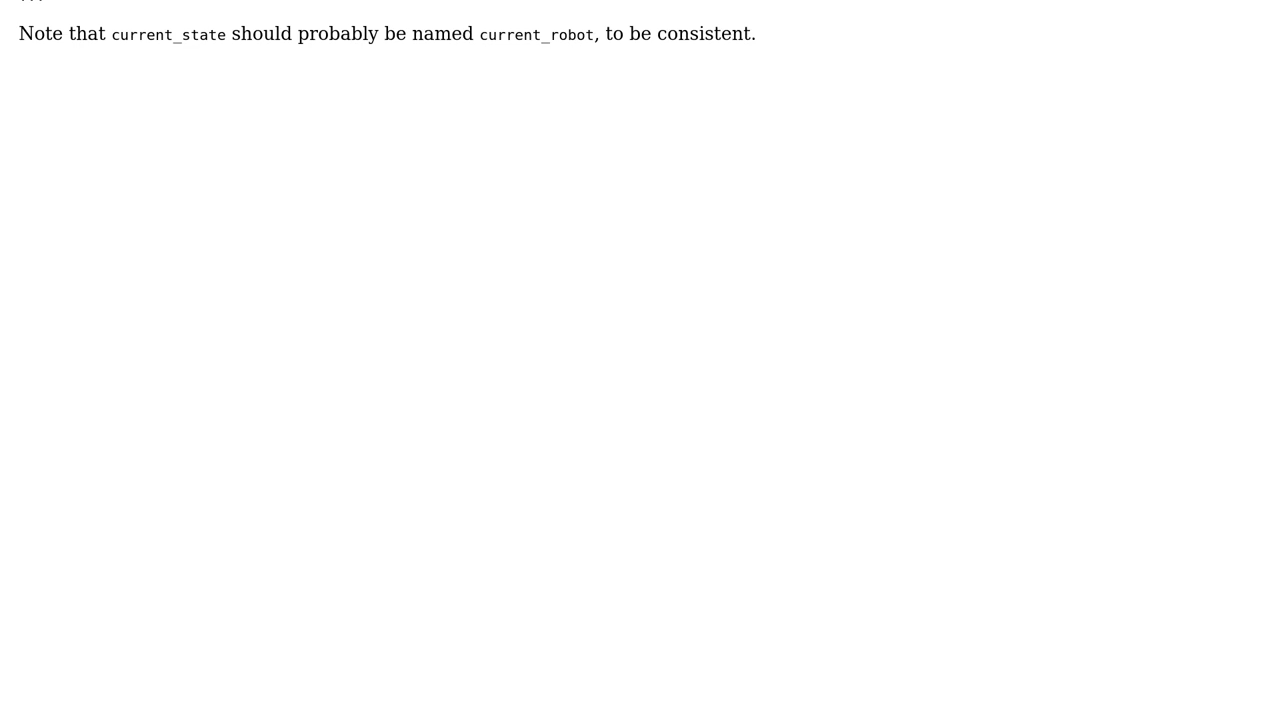 Note that current_state should probably be named current_robot, to be consistent.